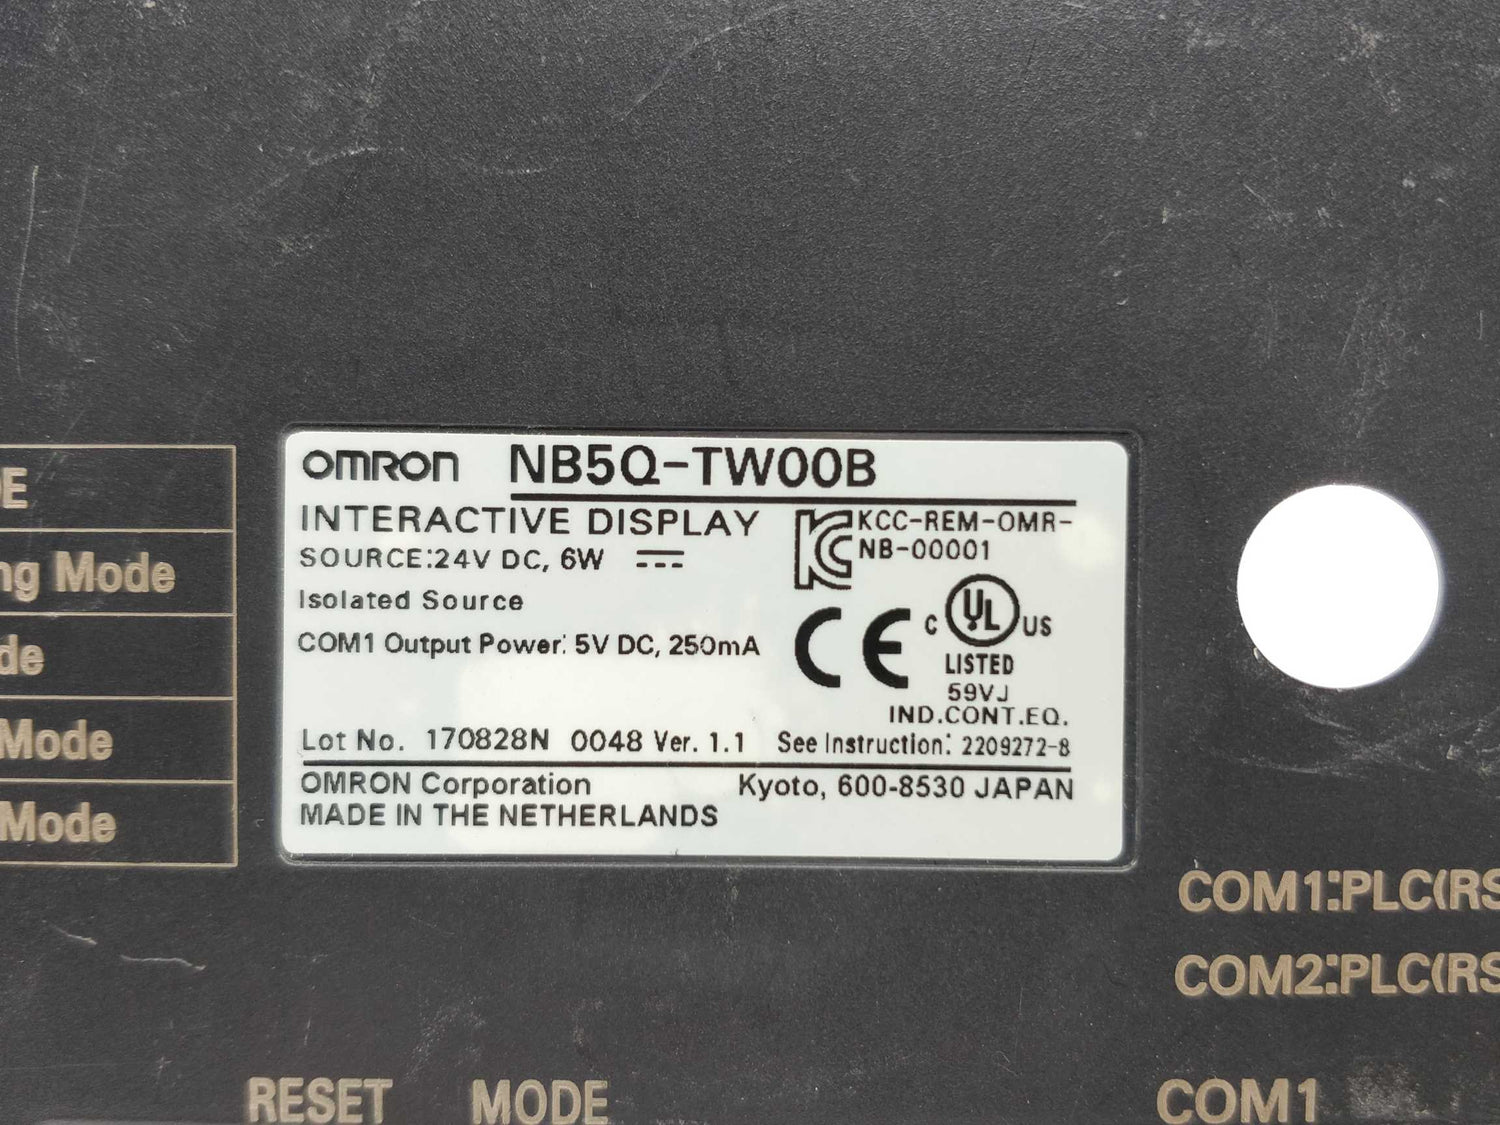 OMRON NB5Q-TW00B
INTERACTIVE DISPLAY
KCC-REM-OMR-
NB-00001
SOURCE:24V DC, 6W
Isolated Source
COM1 Output Power: 5V DC, 250mA
CE
C UL US
LISTED
59VJ
IND.CONT.EQ.
Lot No. 170828N 0048 Ver. 1.1 See Instruction: 2209272-8
OMRON Corporation Kyoto, 600-8530 JAPAN
MADE IN THE NETHERLANDS
Mode
Mode
Mode
COM1:PLC(RS
COM2:PLC(RS
RESET MODE COM1